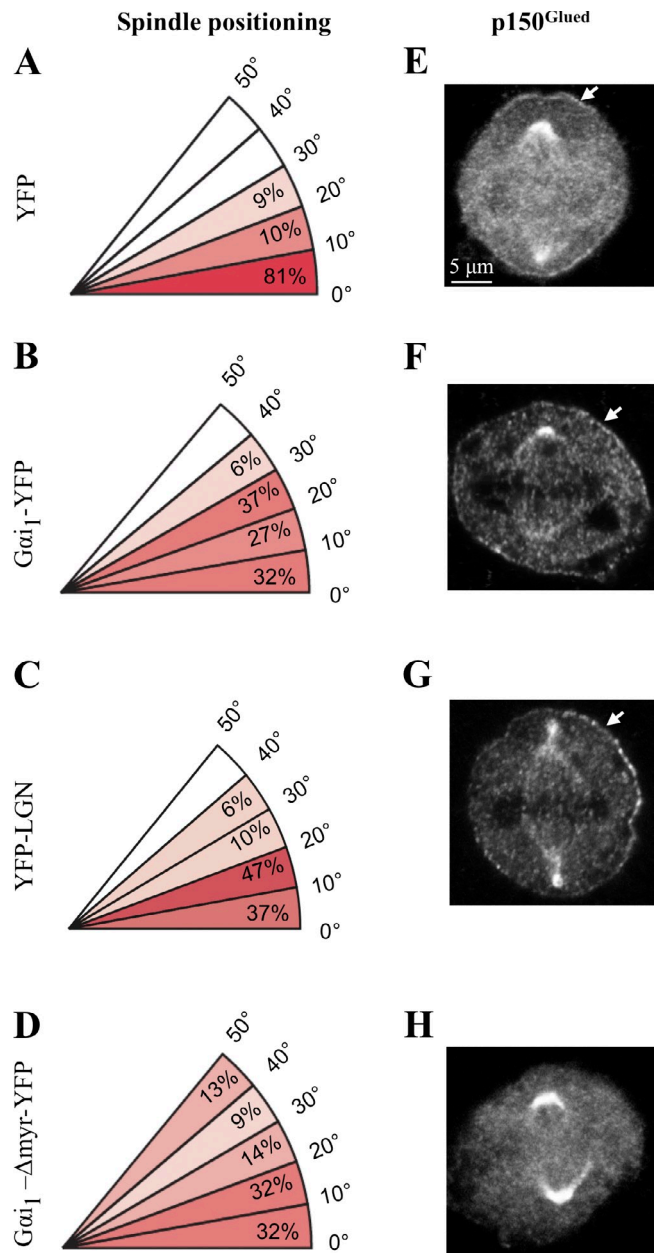 Spindle positioning
p150Glued
A
YFP
50°
40°
30°
20°
10°
0°
9%
10%
81%
E
5 µm
B
Gαi1-YFP
50°
40°
30°
20°
10°
0°
6%
37%
27%
32%
F
C
YFP-LGN
50°
40°
30°
20°
10°
0°
6%
10%
47%
37%
G
D
Gαi1–Δmyr-YFP
50°
40°
30°
20°
10°
0°
13%
9%
14%
32%
32%
H